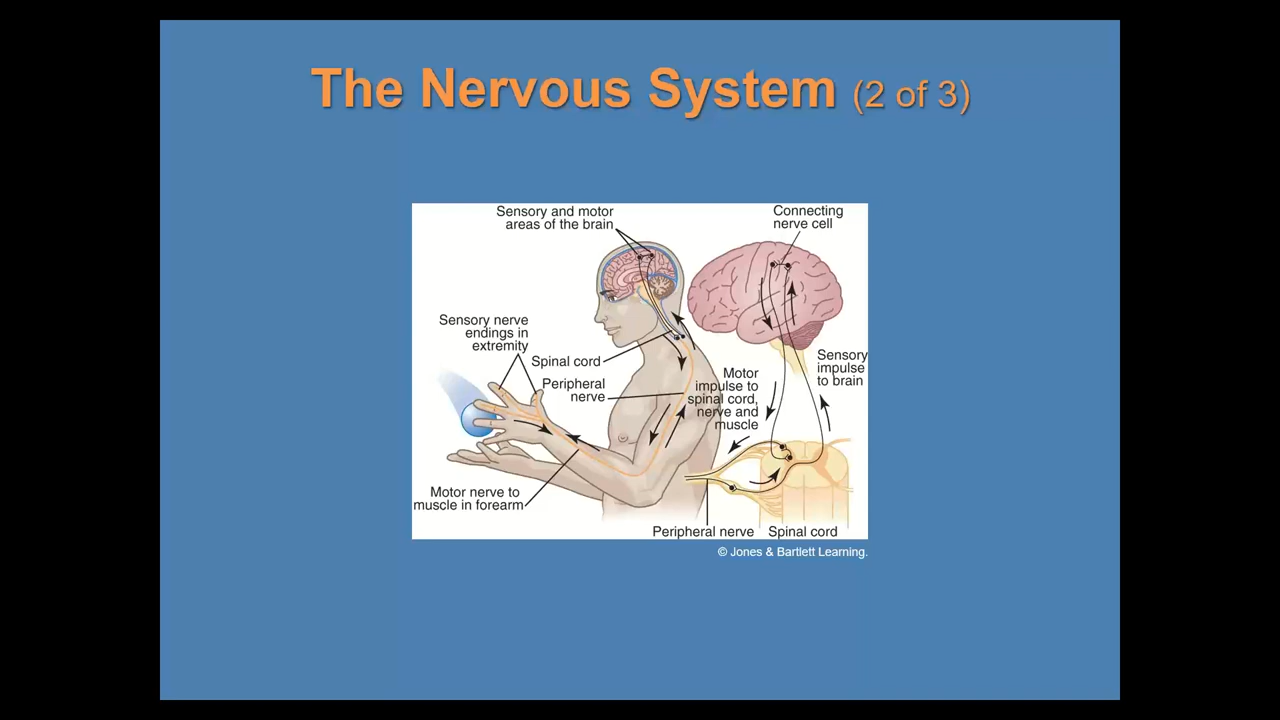 The Nervous System (2 of 3)
Sensory and motor
areas of the brain
Connecting
nerve cell
Sensory nerve
endings in
extremity
Spinal cord
Peripheral
nerve
Motor
impulse to
spinal cord,
nerve and
muscle
Sensory
impulse
to brain
Motor nerve to
muscle in forearm
Peripheral nerve
Spinal cord
© Jones & Bartlett Learning.